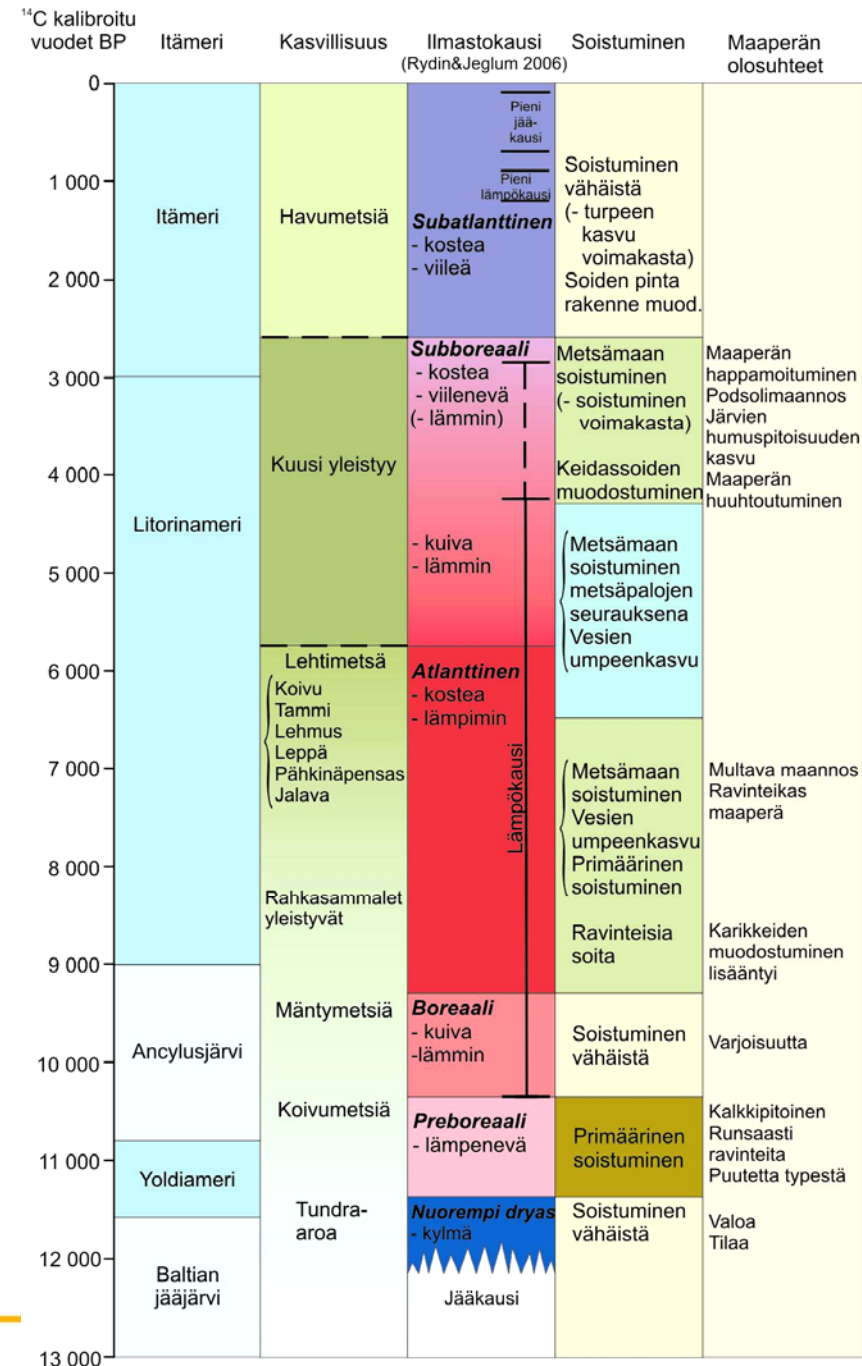 ¹⁴C kalibroitu
vuodet BP
Itämeri
Kasvillisuus
Ilmastokausi
(Rydin&Jeglum 2006)
Soistuminen
Maaperän
olosuhteet
0
1 000
2 000
3 000
4 000
5 000
6 000
7 000
8 000
9 000
10 000
11 000
12 000
13 000
Itämeri
Litorinameri
Ancylusjärvi
Yoldiameri
Baltian
jääjärvi
Havumetsiä
Kuusi yleistyy
Lehtimetsä
Koivu
Tammi
Lehmus
Leppä
Pähkinäpensas
Jalava
Rahkasammalet
yleistyvät
Mäntymetsiä
Koivumetsiä
Tundra-
aroa
Pieni
jää-
kausi
Pieni
lämpökausi
Subatlanttinen
- kostea
- viileä
Subboreaali
- kostea
- viilenevä
(- lämmin)
- kuiva
- lämmin
Atlanttinen
- kostea
- lämpimin
Lämpökausi
Boreaali
- kuiva
-lämmin
Preboreaali
- lämpenevä
Nuorempi dryas
- kylmä
Jääkausi
Soistuminen
vähäistä
(- turpeen
kasvu
voimakasta)
Soiden pinta
rakenne muod.
Metsämaan
soistuminen
(- soistuminen
voimakasta)
Keidassoiden
muodostuminen
Metsämaan
soistuminen
metsäpalojen
seurauksena
Vesien
umpeenkasvu
Metsämaan
soistuminen
Vesien
umpeenkasvu
Primäärinen
soistuminen
Ravinteisia
soita
Soistuminen
vähäistä
Primäärinen
soistuminen
Soistuminen
vähäistä
Maaperän
happamoituminen
Podsolimaannos
Järvien
humuspitoisuuden
kasvu
Maaperän
huuhtoutuminen
Multava maannos
Ravinteikas
maaperä
Karikkeiden
muodostuminen
lisääntyi
Varjoisuutta
Kalkkipitoinen
Runsaasti
ravinteita
Puutetta typestä
Valoa
Tilaa